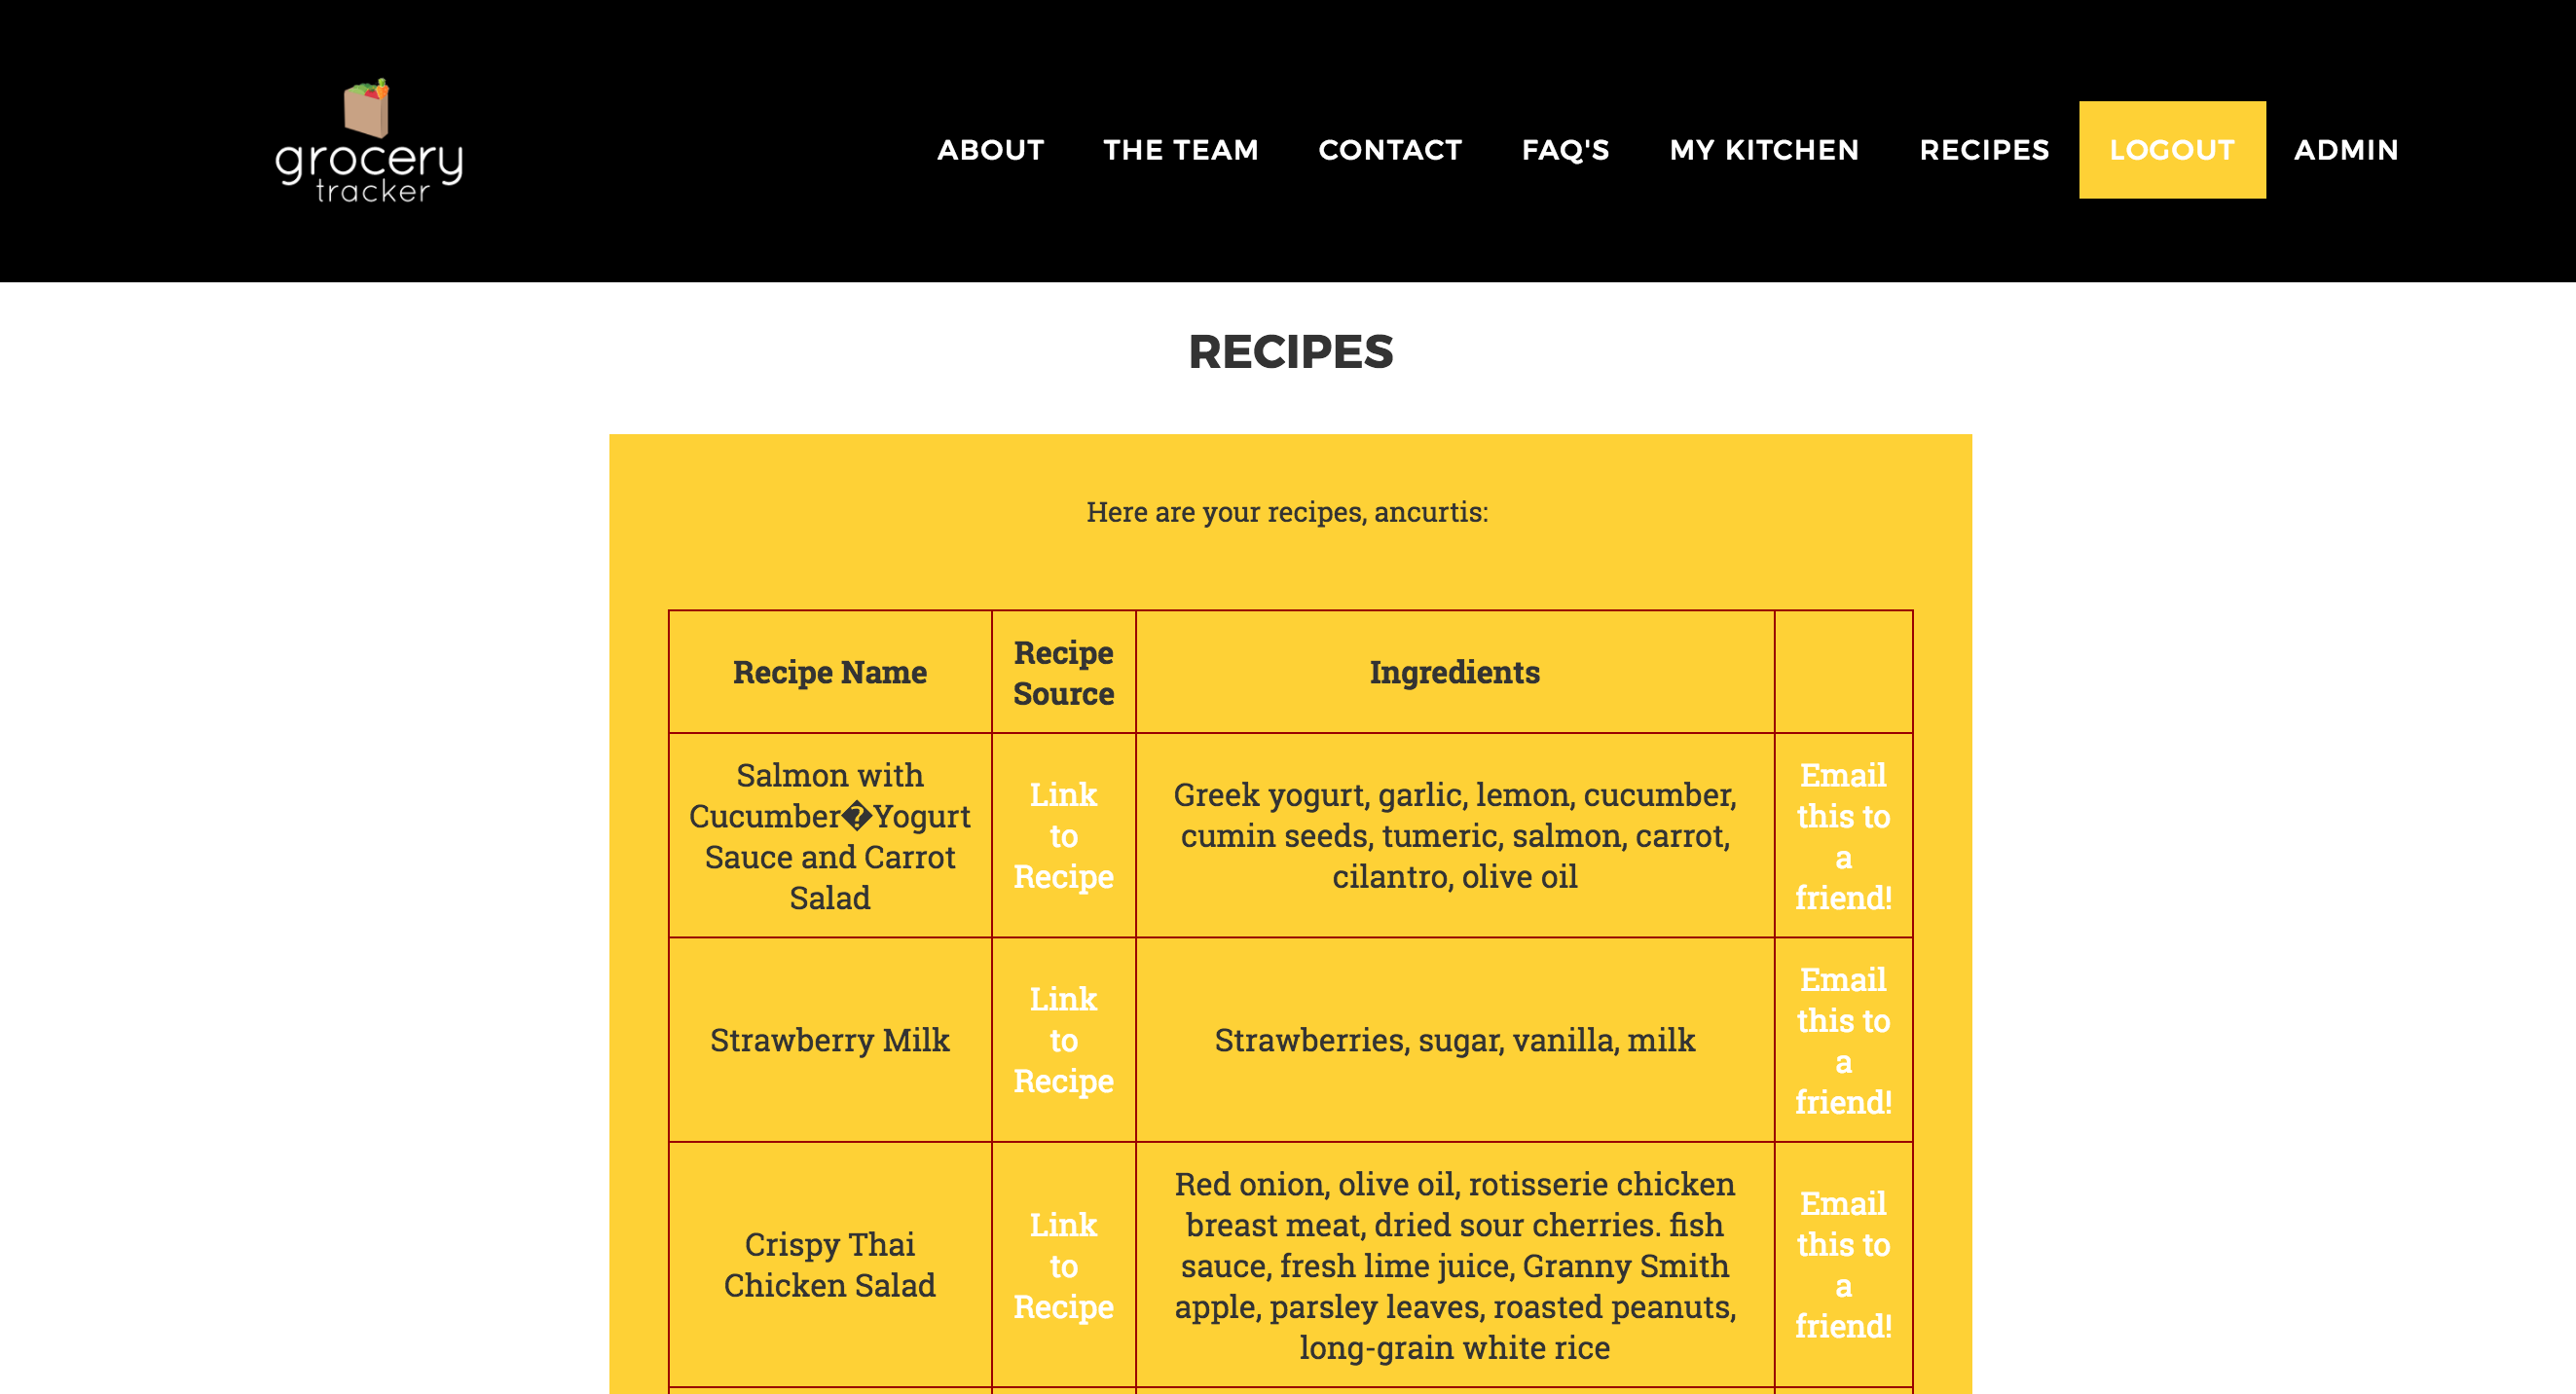 grocery
tracker
ABOUT THE TEAM CONTACT FAQ'S MY KITCHEN RECIPES LOGOUT ADMIN
RECIPES
Here are your recipes, ancurtis:
Recipe Name
Recipe
Source
Ingredients
Salmon with
Cucumber�Yogurt
Sauce and Carrot
Salad
Link
to
Recipe
Greek yogurt, garlic, lemon, cucumber,
cumin seeds, tumeric, salmon, carrot,
cilantro, olive oil
Email
this to
a
friend!
Strawberry Milk
Link
to
Recipe
Strawberries, sugar, vanilla, milk
Email
this to
a
friend!
Crispy Thai
Chicken Salad
Link
to
Recipe
Red onion, olive oil, rotisserie chicken
breast meat, dried sour cherries. fish
sauce, fresh lime juice, Granny Smith
apple, parsley leaves, roasted peanuts,
long-grain white rice
Email
this to
a
friend!